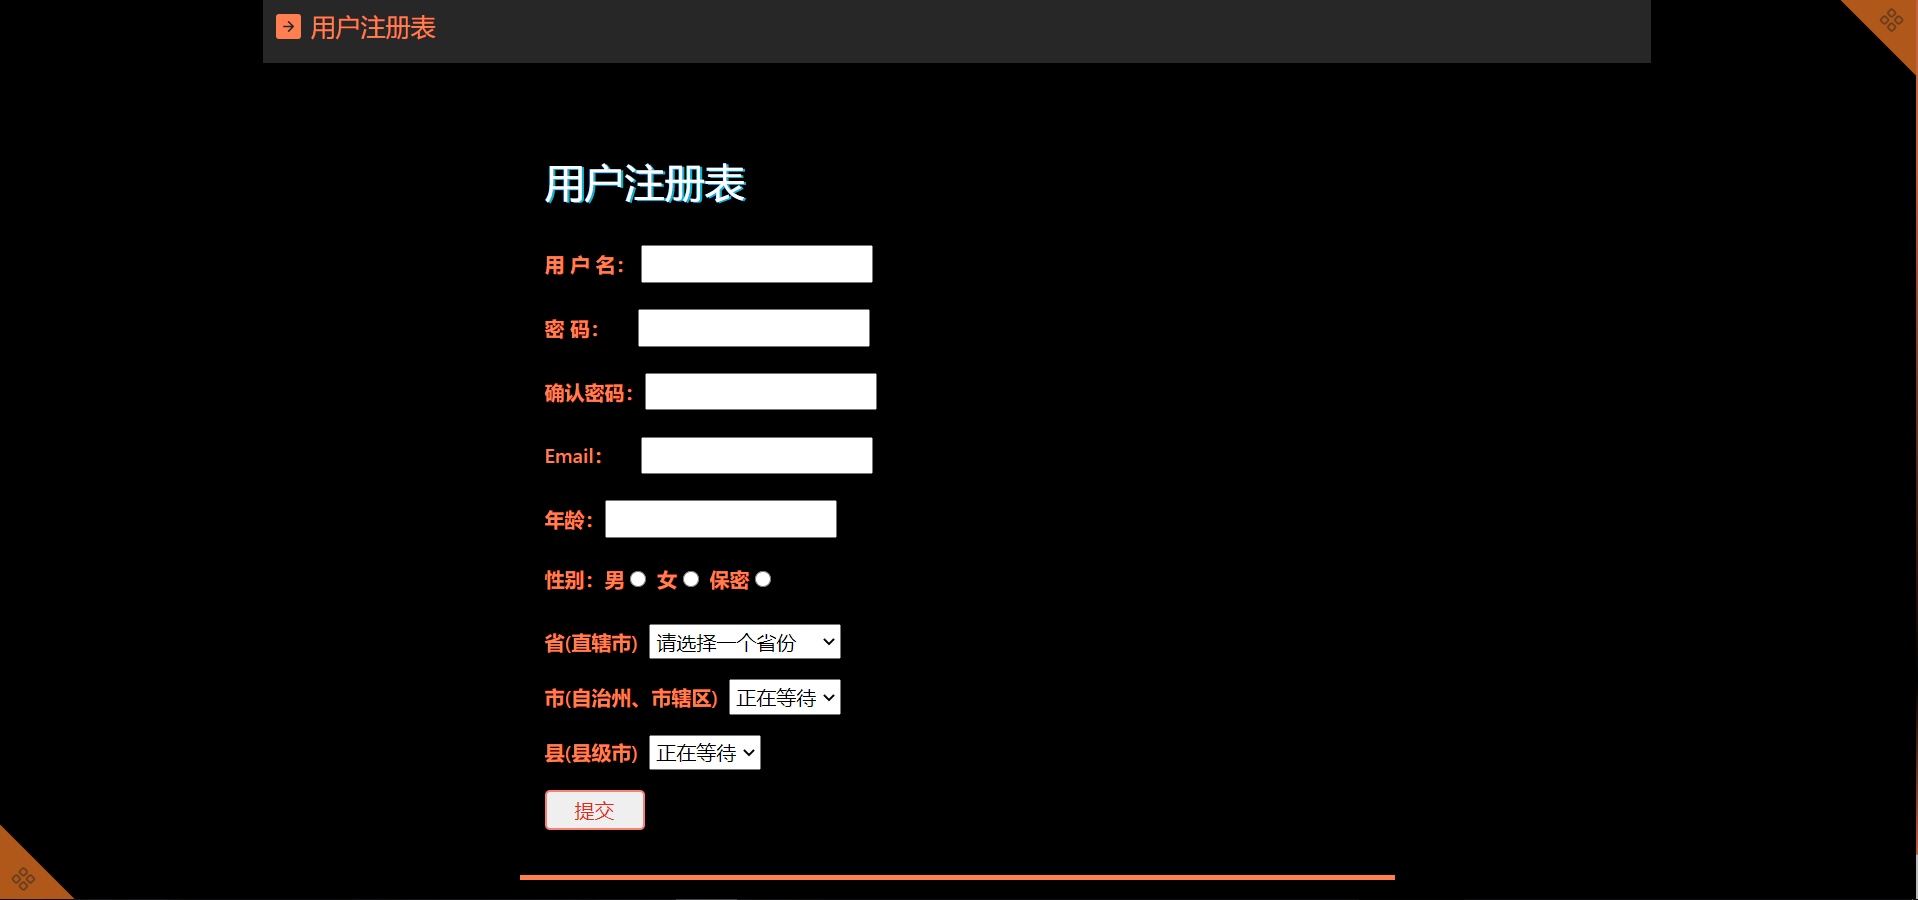 用户注册表
用户注册表
用 户 名：
密 码：
确认密码：
Email：
年龄：
性别：男 女 保密
省(直辖市) 请选择一个省份
市(自治州、市辖区) 正在等待
县(县级市) 正在等待
提交